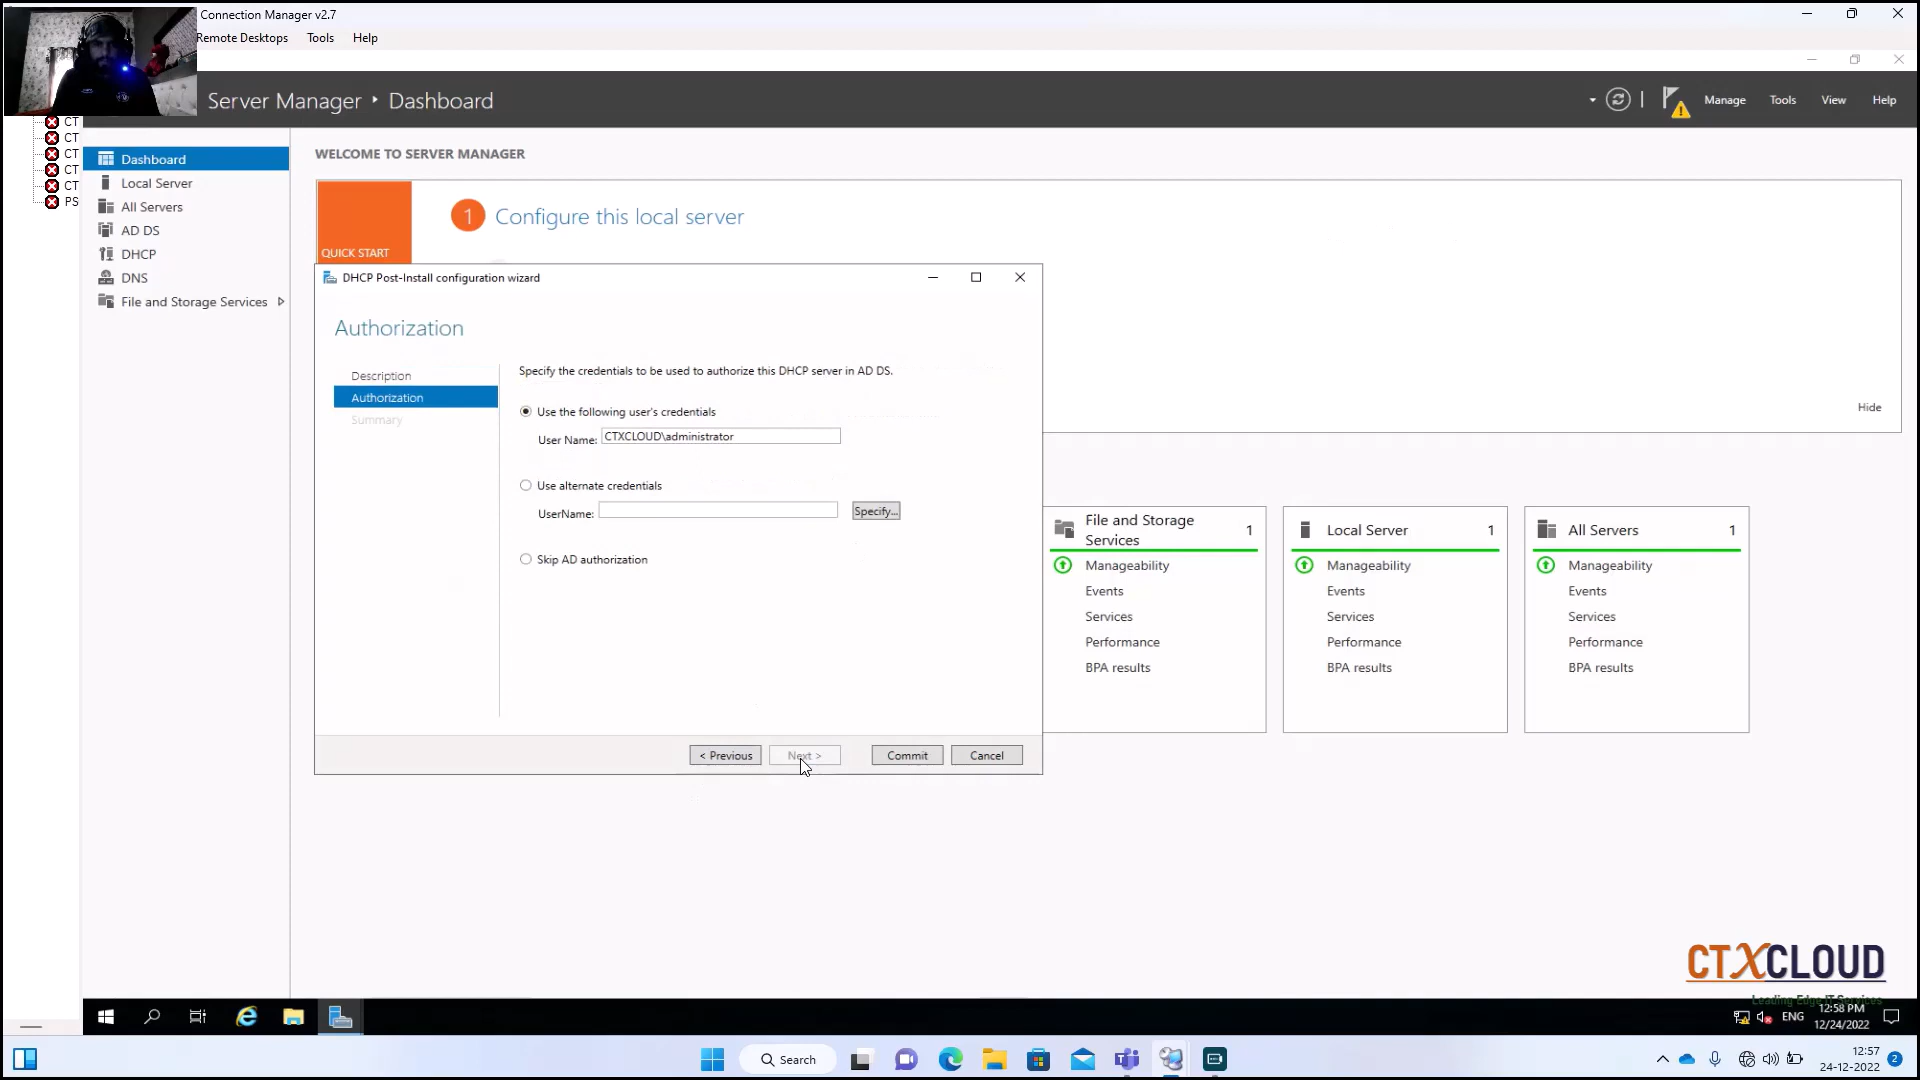 Connection Manager v2.7
Remote Desktops Tools Help
Server Manager ‣ Dashboard
Manage Tools View Help
CT
CT
CT
CT
CT
PS
Dashboard
Local Server
All Servers
AD DS
DHCP
DNS
File and Storage Services
WELCOME TO SERVER MANAGER
QUICK START
1 Configure this local server
Hide
DHCP Post-Install configuration wizard
Authorization
Description
Authorization
Summary
Specify the credentials to be used to authorize this DHCP server in AD DS.
Use the following user's credentials
User Name: CTXCLOUD\administrator
Use alternate credentials
UserName: Specify...
Skip AD authorization
< Previous Next > Commit Cancel
File and Storage Services 1
Manageability
Events
Services
Performance
BPA results
Local Server 1
Manageability
Events
Services
Performance
BPA results
All Servers 1
Manageability
Events
Services
Performance
BPA results
CTXCLOUD
Leading Edge IT Services
ENG
12:58 PM
12/24/2022
Search
12:57
24-12-2022
2